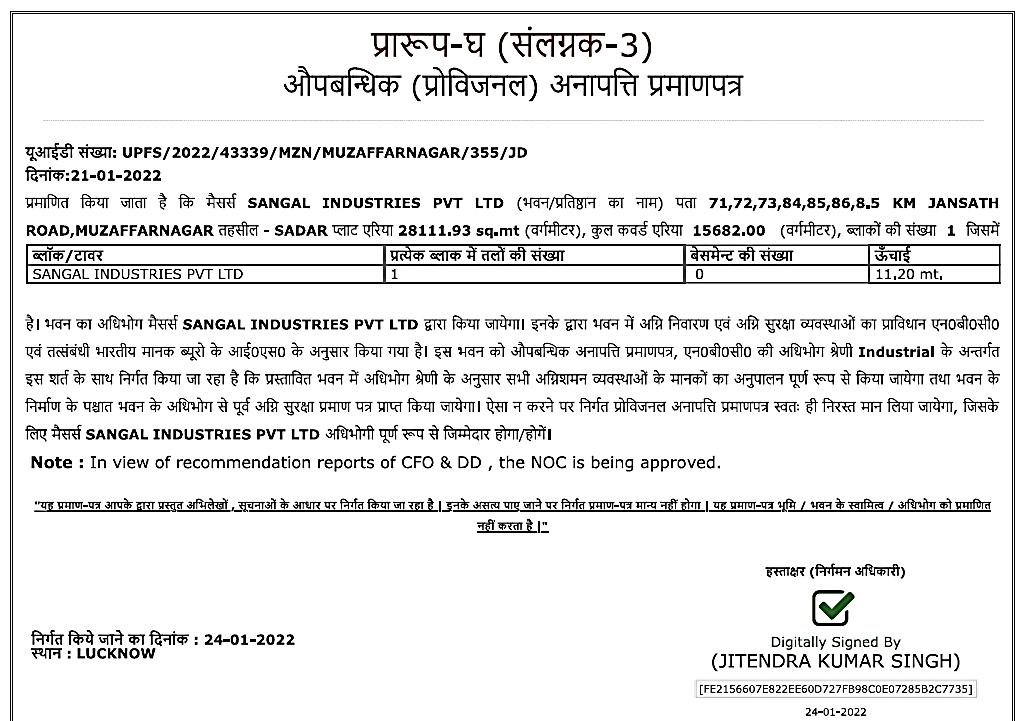 प्रारूप-घ (संलग्नक-3)
औपबन्धिक (प्रोविजनल) अनापत्ति प्रमाणपत्र
यूआईडी संख्या: UPFS/2022/43339/MZN/MUZAFFARNAGAR/355/JD
दिनांक:21-01-2022
प्रमाणित किया जाता है कि मैसर्स SANGAL INDUSTRIES PVT LTD (भवन/प्रतिष्ठान का नाम) पता 71,72,73,84,85,86,8.5 KM JANSATH
ROAD,MUZAFFARNAGAR तहसील - SADAR प्लाट एरिया 28111.93 sq.mt (वर्गमीटर), कुल कवर्ड एरिया 15682.00 (वर्गमीटर), ब्लाकों की संख्या 1 जिसमें
ब्लॉक/टावर प्रत्येक ब्लाक में तलों की संख्या बेसमेन्ट की संख्या ऊँचाई
SANGAL INDUSTRIES PVT LTD 1 0 11.20 mt.
है। भवन का अधिभोग मैसर्स SANGAL INDUSTRIES PVT LTD द्वारा किया जायेगा। इनके द्वारा भवन में अग्नि निवारण एवं अग्नि सुरक्षा व्यवस्थाओं का प्राविधान एन0बी0सी0
एवं तत्संबंधी भारतीय मानक ब्यूरो के आई0एस0 के अनुसार किया गया है। इस भवन को औपबन्धिक अनापत्ति प्रमाणपत्र, एन0बी0सी0 की अधिभोग श्रेणी Industrial के अन्तर्गत
इस शर्त के साथ निर्गत किया जा रहा है कि प्रस्तावित भवन में अधिभोग श्रेणी के अनुसार सभी अग्निशमन व्यवस्थाओं के मानकों का अनुपालन पूर्ण रूप से किया जायेगा तथा भवन के
निर्माण के पश्चात भवन के अधिभोग से पूर्व अग्नि सुरक्षा प्रमाण पत्र प्राप्त किया जायेगा। ऐसा न करने पर निर्गत प्रोविजनल अनापत्ति प्रमाणपत्र स्वतः ही निरस्त मान लिया जायेगा, जिसके
लिए मैसर्स SANGAL INDUSTRIES PVT LTD अधिभोगी पूर्ण रूप से जिम्मेदार होगा/होगें।
Note : In view of recommendation reports of CFO & DD , the NOC is being approved.
"यह प्रमाण-पत्र आपके द्वारा प्रस्तुत अभिलेखों , सूचनाओं के आधार पर निर्गत किया जा रहा है | इनके असत्य पाए जाने पर निर्गत प्रमाण-पत्र मान्य नहीं होगा | यह प्रमाण-पत्र भूमि / भवन के स्वामित्व / अधिभोग को प्रमाणित
नहीं करता है |"
हस्ताक्षर (निर्गमन अधिकारी)
निर्गत किये जाने का दिनांक : 24-01-2022
स्थान : LUCKNOW
Digitally Signed By
(JITENDRA KUMAR SINGH)
[FE2156607E822EE60D727FB98C0E07285B2C7735]
24-01-2022